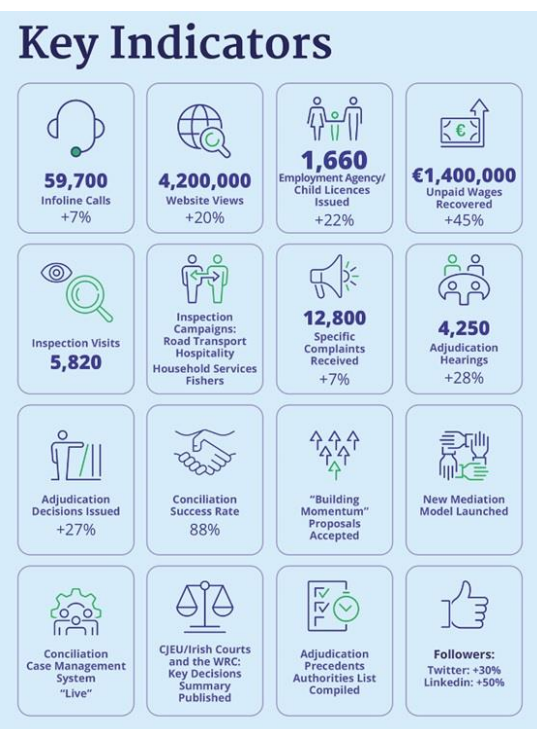 Key Indicators
59,700
Infoline Calls
+7%
4,200,000
Website Views
+20%
1,660
Employment Agency/
Child Licences
Issued
+22%
€
€1,400,000
Unpaid Wages
Recovered
+45%
Inspection Visits
5,820
Inspection
Campaigns:
Road Transport
Hospitality
Household Services
Fishers
12,800
Specific
Complaints
Received
+7%
4,250
Adjudication
Hearings
+28%
Adjudication
Decisions Issued
+27%
Conciliation
Success Rate
88%
“Building
Momentum”
Proposals
Accepted
New Mediation
Model Launched
Conciliation
Case Management
System
“Live”
CJEU/Irish Courts
and the WRC:
Key Decisions
Summary
Published
Adjudication
Precedents
Authorities List
Compiled
Followers:
Twitter: +30%
Linkedin: +50%